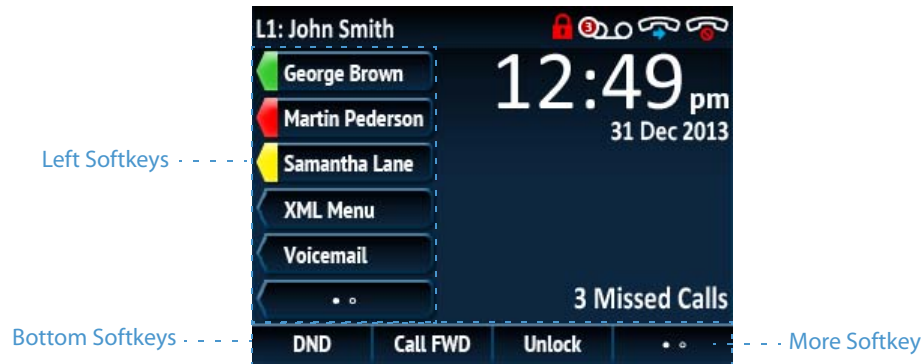 L1: John Smith
3
George Brown
12:49 pm
Martin Pederson
31 Dec 2013
Left Softkeys
Samantha Lane
XML Menu
Voicemail
3 Missed Calls
Bottom Softkeys
DND
Call FWD
Unlock
More Softkey